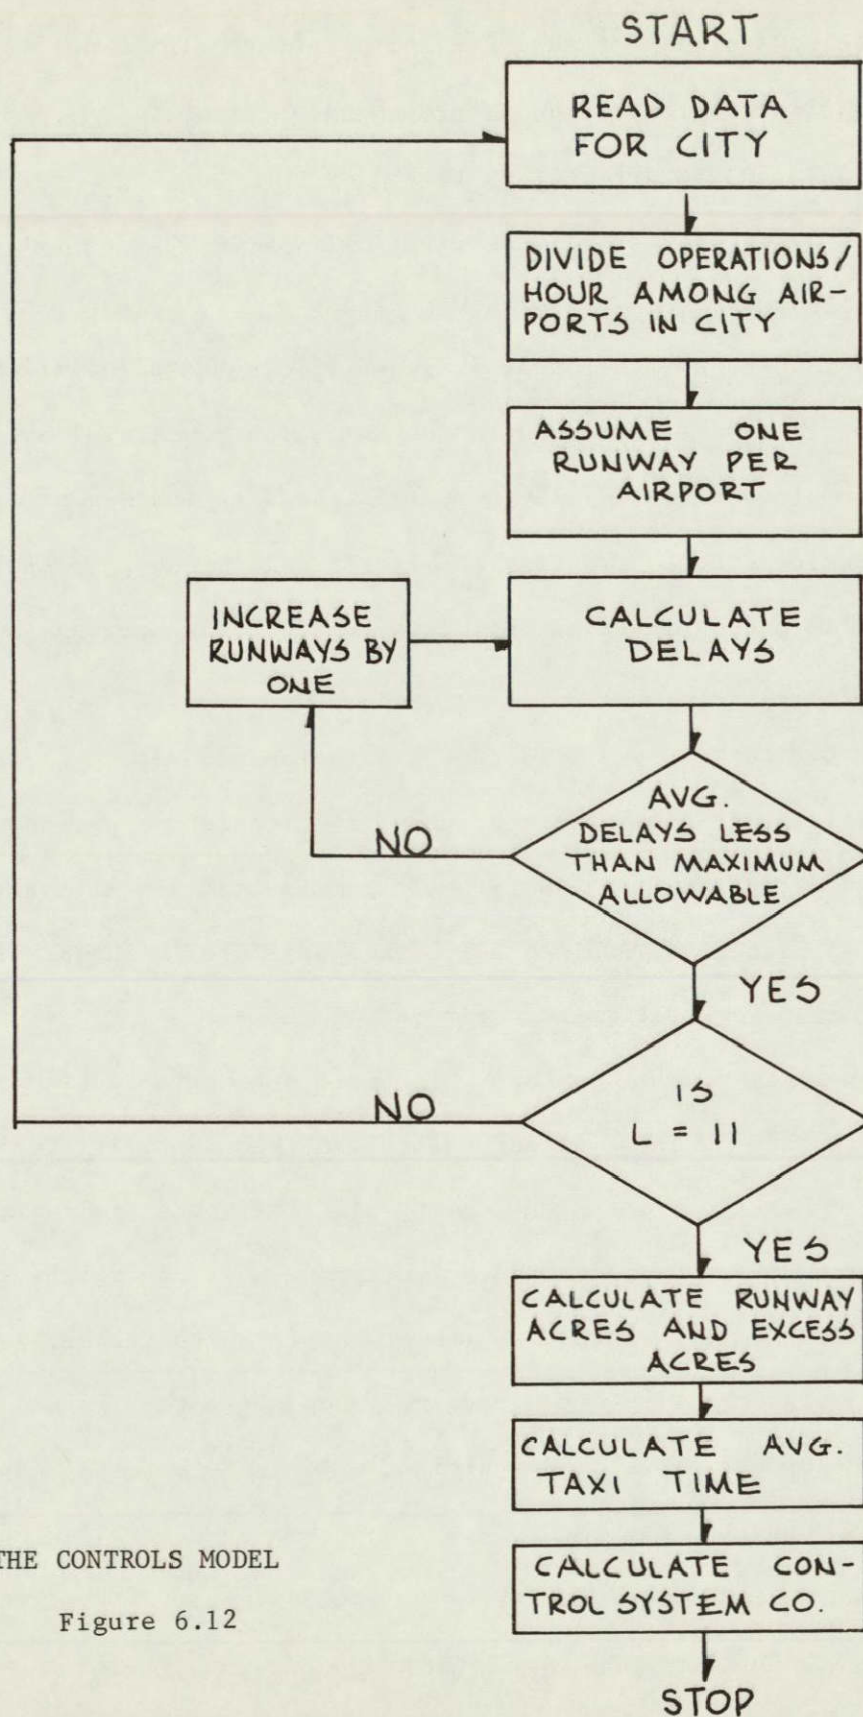 START
READ DATA
FOR CITY
DIVIDE OPERATIONS/
HOUR AMONG AIR-
PORTS IN CITY
ASSUME ONE
RUNWAY PER
AIRPORT
INCREASE
RUNWAYS BY
ONE
CALCULATE
DELAYS
AVG.
DELAYS LESS
THAN MAXIMUM
ALLOWABLE
NO
YES
IS
L = 11
NO
YES
CALCULATE RUNWAY
ACRES AND EXCESS
ACRES
CALCULATE AVG.
TAXI TIME
CALCULATE CON-
TROL SYSTEM CO.
STOP
THE CONTROLS MODEL
Figure 6.12